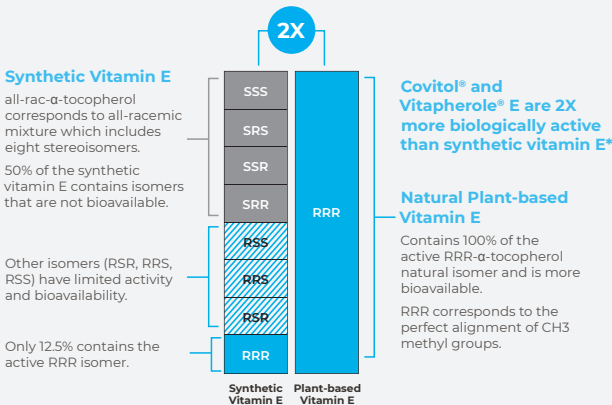 2X
Synthetic Vitamin E
all-rac-α-tocopherol
corresponds to all-racemic
mixture which includes
eight stereoisomers.
50% of the synthetic
vitamin E contains isomers
that are not bioavailable.
Other isomers (RSR, RRS,
RSS) have limited activity
and bioavailability.
Only 12.5% contains the
active RRR isomer.
SSS
SRS
SSR
SRR
RSS
RRS
RSR
RRR
Synthetic
Vitamin E
RRR
Plant-based
Vitamin E
Covitol® and
Vitapherole® E are 2X
more biologically active
than synthetic vitamin E*
Natural Plant-based
Vitamin E
Contains 100% of the
active RRR-α-tocopherol
natural isomer and is more
bioavailable.
RRR corresponds to the
perfect alignment of CH3
methyl groups.